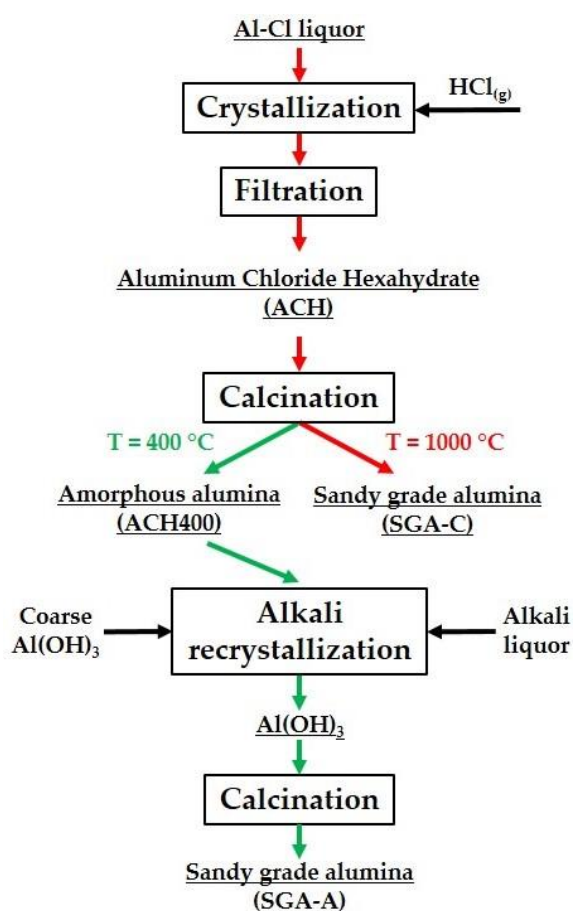 Al-Cl liquor
Crystallization
HCl(g)
Filtration
Aluminum Chloride Hexahydrate
(ACH)
Calcination
T = 400 °C
T = 1000 °C
Amorphous alumina
(ACH400)
Sandy grade alumina
(SGA-C)
Coarse
Al(OH)3
Alkali
recrystallization
Alkali
liquor
Al(OH)3
Calcination
Sandy grade alumina
(SGA-A)